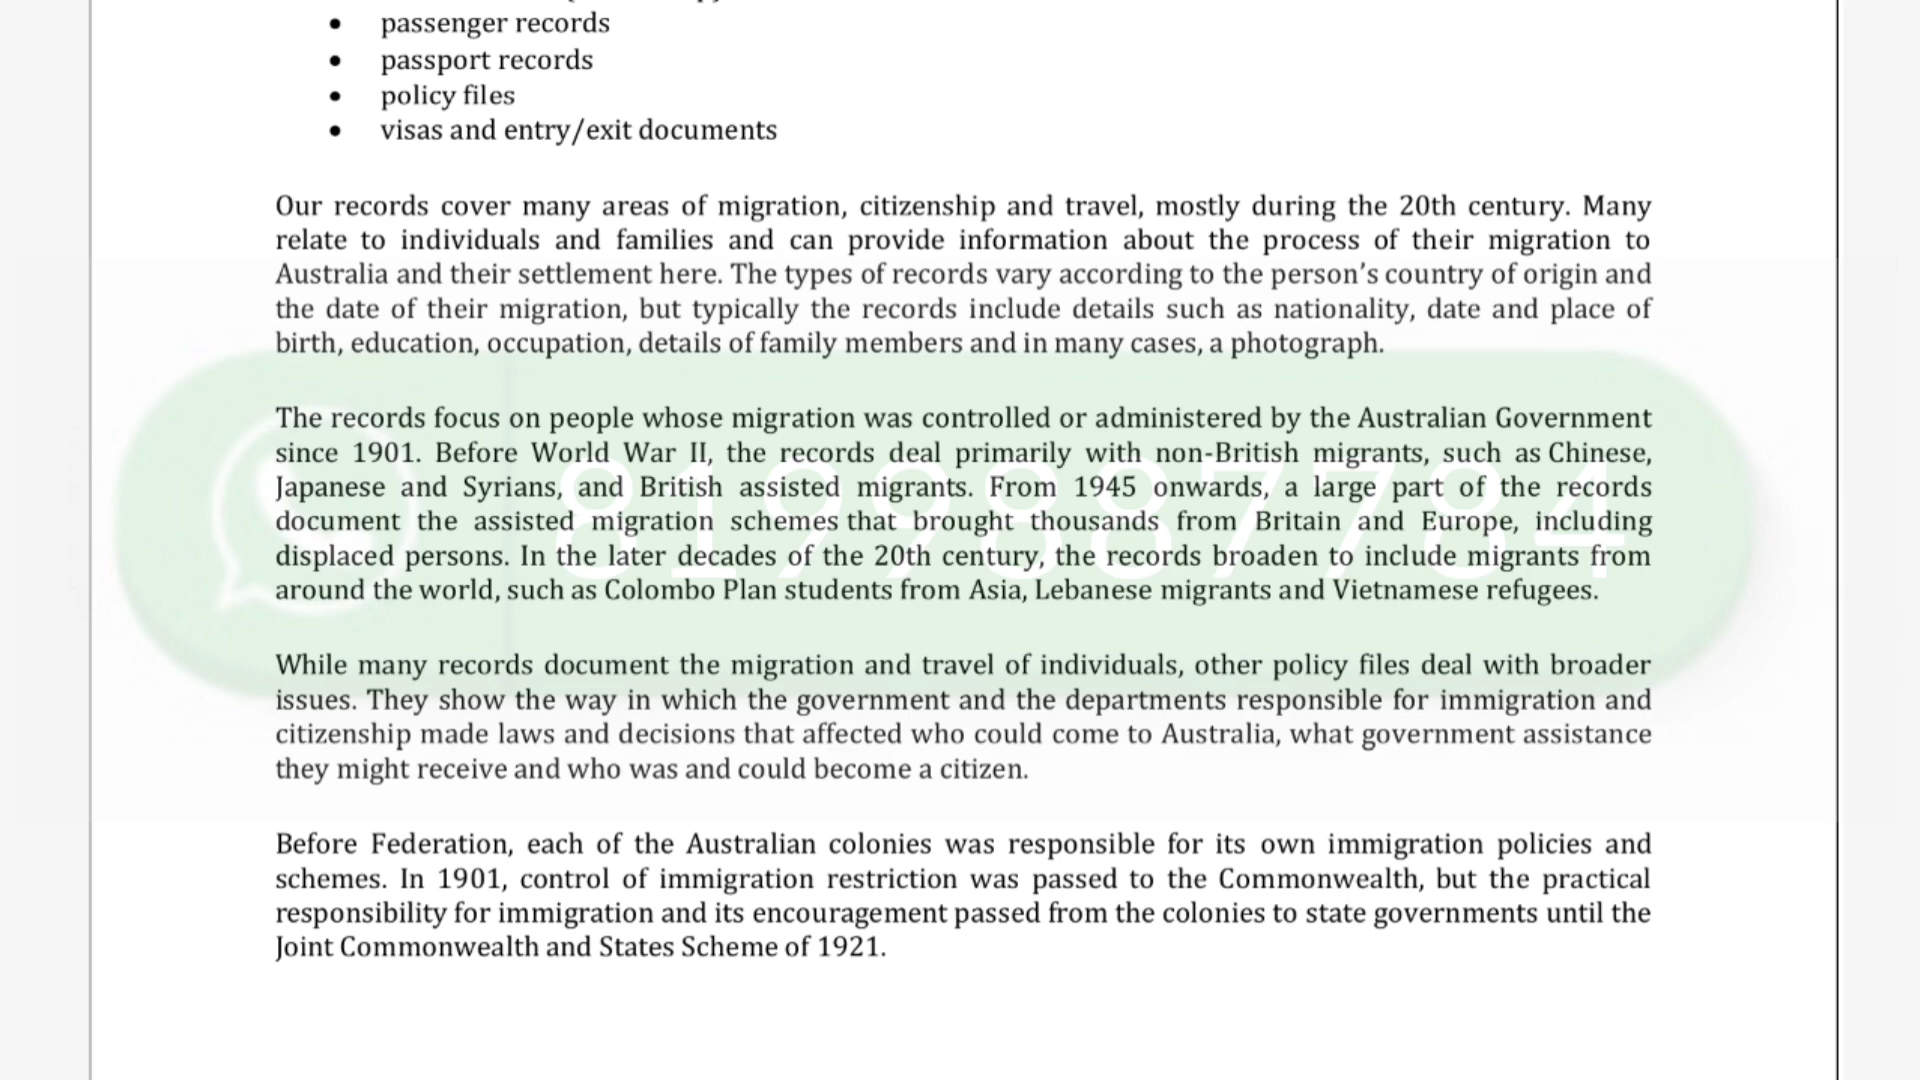 • passenger records
• passport records
• policy files
• visas and entry/exit documents
Our records cover many areas of migration, citizenship and travel, mostly during the 20th century. Many
relate to individuals and families and can provide information about the process of their migration to
Australia and their settlement here. The types of records vary according to the person’s country of origin and
the date of their migration, but typically the records include details such as nationality, date and place of
birth, education, occupation, details of family members and in many cases, a photograph.
The records focus on people whose migration was controlled or administered by the Australian Government
since 1901. Before World War II, the records deal primarily with non-British migrants, such as Chinese,
Japanese and Syrians, and British assisted migrants. From 1945 onwards, a large part of the records
document the assisted migration schemes that brought thousands from Britain and Europe, including
displaced persons. In the later decades of the 20th century, the records broaden to include migrants from
around the world, such as Colombo Plan students from Asia, Lebanese migrants and Vietnamese refugees.
8199887784
While many records document the migration and travel of individuals, other policy files deal with broader
issues. They show the way in which the government and the departments responsible for immigration and
citizenship made laws and decisions that affected who could come to Australia, what government assistance
they might receive and who was and could become a citizen.
Before Federation, each of the Australian colonies was responsible for its own immigration policies and
schemes. In 1901, control of immigration restriction was passed to the Commonwealth, but the practical
responsibility for immigration and its encouragement passed from the colonies to state governments until the
Joint Commonwealth and States Scheme of 1921.